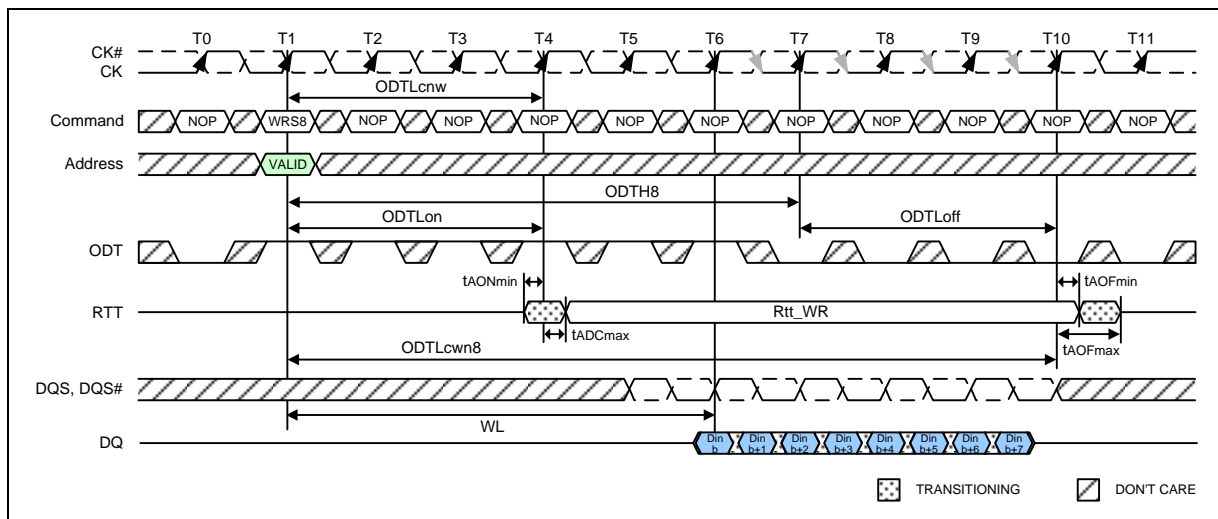 T0 T1 T2 T3 T4 T5 T6 T7 T8 T9 T10 T11
CK#
CK
ODTLcnw
Command NOP WRS8 NOP NOP NOP NOP NOP NOP NOP NOP NOP NOP
Address VALID
ODTH8
ODTLon ODTLoff
ODT
tAONmin tAOFmin
RTT Rtt_WR
tADCmax tAOFmax
ODTLcwn8
DQS, DQS#
WL
DQ Din b Din b+1 Din b+2 Din b+3 Din b+4 Din b+5 Din b+6 Din b+7
TRANSITIONING DON'T CARE